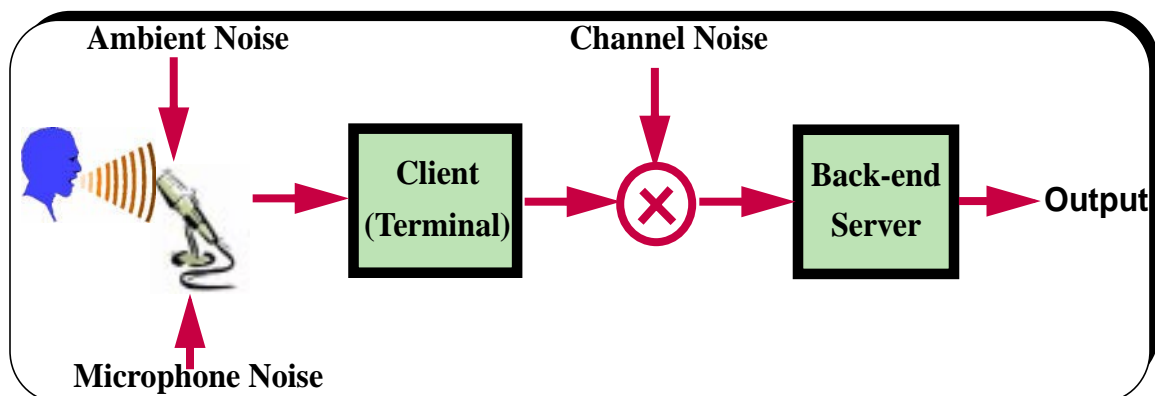 Ambient Noise
Channel Noise
Client
(Terminal)
Back-end
Server
Output
Microphone Noise